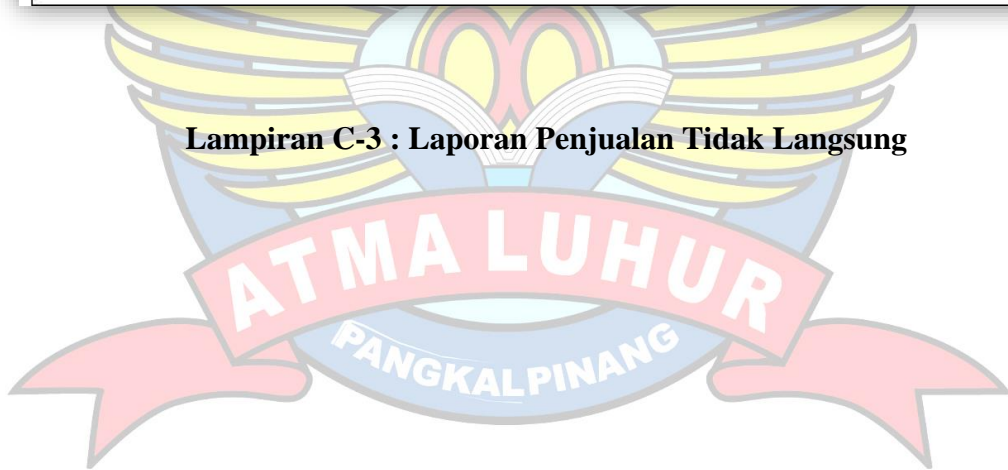 Lampiran C-3 : Laporan Penjualan Tidak Langsung
ATMA LUHUR
PANGKALPINANG